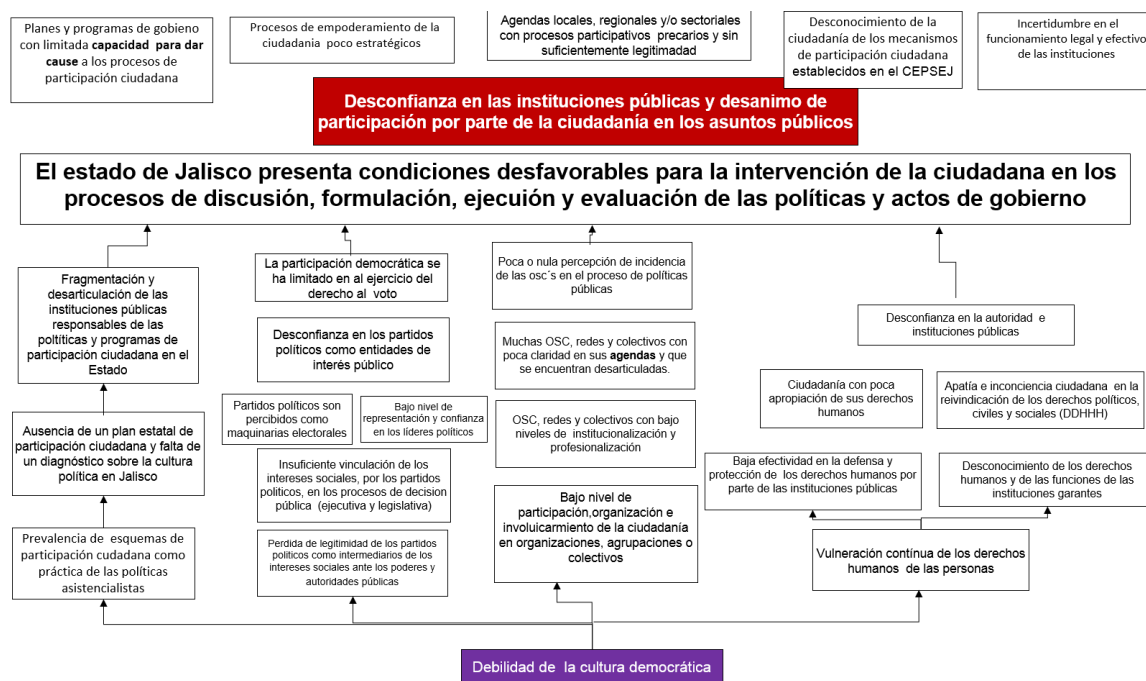 Planes y programas de gobieno
con limitada capacidad para dar
cause a los procesos de
participación ciudadana
Procesos de empoderamiento de la
ciudadania poco estratégicos
Agendas locales, regionales y/o sectoriales
con procesos participativos precarios y sin
suficientemente legitimadad
Desconocimiento de la
ciudadanía de los mecanismos
de participación ciudadana
establecidos en el CEPSEJ
Incertidumbre en el
funcionamiento legal y efectivo
de las instituciones
Desconfianza en las instituciones públicas y desanimo de
participación por parte de la ciudadanía en los asuntos públicos
El estado de Jalisco presenta condiciones desfavorables para la intervención de la ciudadana en los
procesos de discusión, formulación, ejecución y evaluación de las políticas y actos de gobierno
Fragmentación y
desarticulación de las
instituciones públicas
responsables de las
poltíticas y programas de
participación ciudadana en el
Estado
La participación democrática se
ha limitado en al ejercicio del
derecho al voto
Poca o nula percepción de incidencia
de las osc´s en el proceso de políticas
públicas
Desconfianza en la autoridad e
instituciones públicas
Desconfianza en los partidos
políticos como entidades de
interés público
Muchas OSC, redes y colectivos con
poca claridad en sus agendas y que
se encuentran desarticuladas.
Ciudadanía con poca
apropiación de sus derechos
humanos
Apatía e inconciencia ciudadana en la
reivindicación de los derechos políticos,
civiles y sociales (DDHHH)
Ausencia de un plan estatal de
participación ciudadana y falta de
un diagnóstico sobre la cultura
política en Jalisco
Partidos políticos son
percibidos como
maquinarias electorales
Bajo nivel de
representación y confianza
en los líderes políticos
OSC, redes y colectivos con bajo
niveles de institucionalización y
profesionalización
Insuficiente vinculación de los
intereses sociales, por los partidos
politicos, en los procesos de decision
pública (ejecutiva y legislativa)
Baja efectividad en la defensa y
protección de los derechos humanos por
parte de las instituciones públicas
Desconocimiento de los derechos
humanos y de las funciones de las
instituciones garantes
Bajo nivel de
participación,organización e
involuicarmiento de la ciudadanía
en organizaciones, agrupaciones o
colectivos
Prevalencia de esquemas de
participación cudadana como
práctica de las políticas
asistencialistas
Perdida de legitimidad de los partidos
politicos como intermediarios de los
intereses sociales ante los poderes y
autoridades públicas
Vulneración contínua de los derechos
humanos de las personas
Debilidad de la cultura democrática